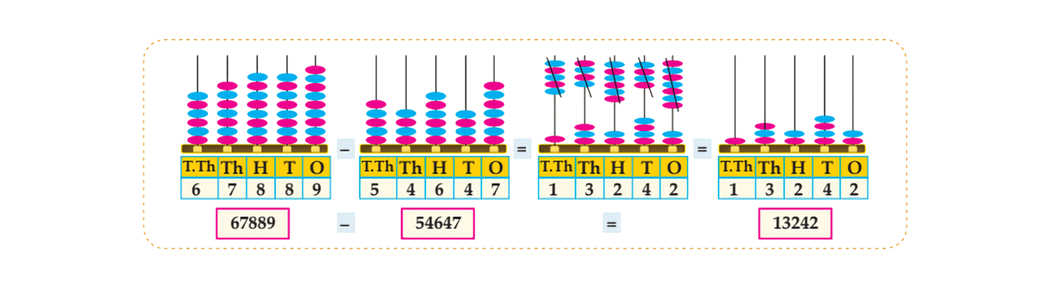 – – = =
T.Th Th H T O T.Th Th H T O T.Th Th H T O T.Th Th H T O
6 7 8 8 9 5 4 6 4 7 1 3 2 4 2 1 3 2 4 2
67889 – 54647 = 13242